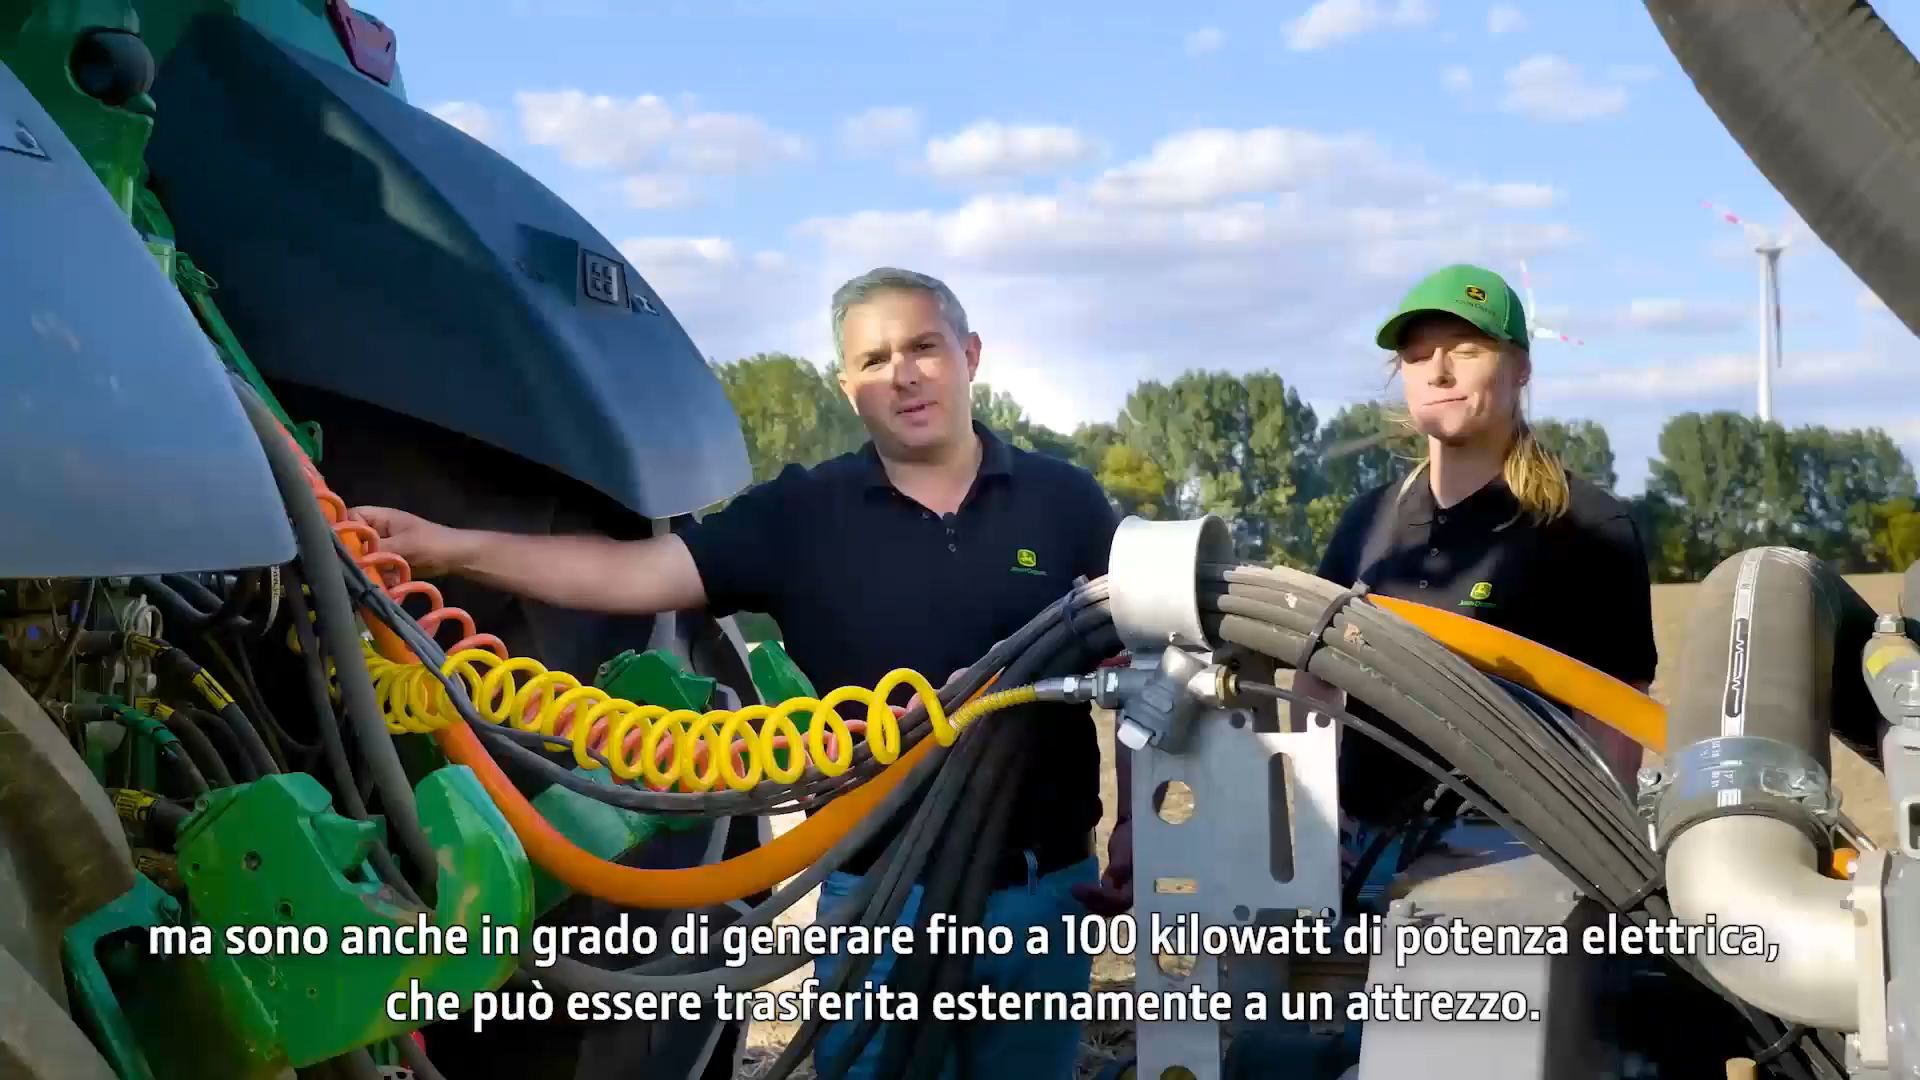 ma sono anche in grado di generare fino a 100 kilowatt di potenza elettrica,
che può essere trasferita esternamente a un attrezzo.